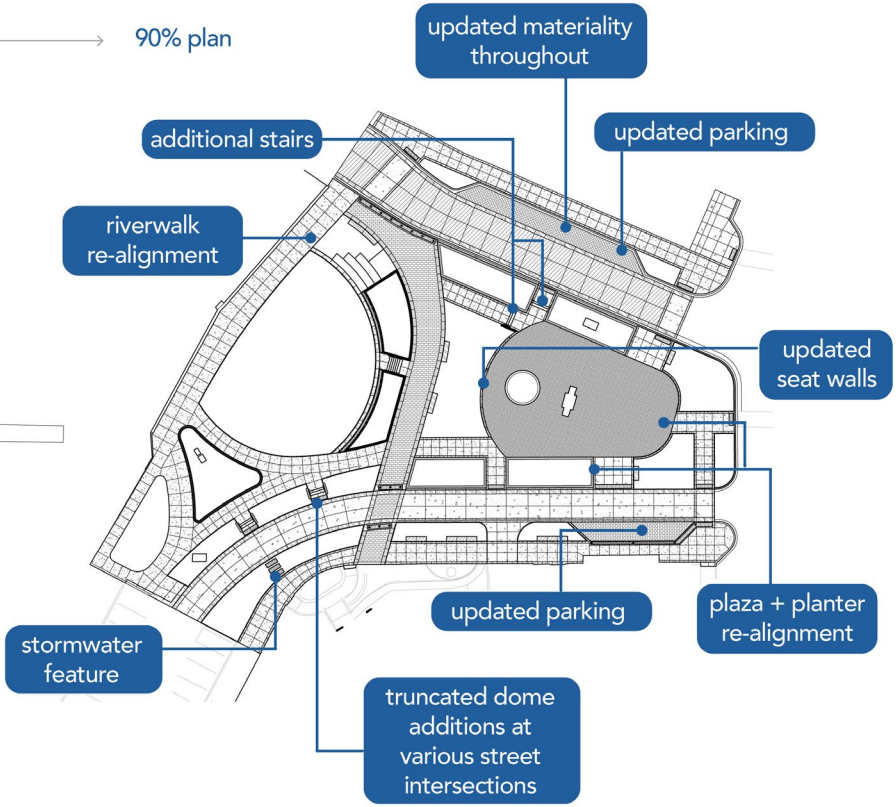 90% plan
updated materiality
throughout
additional stairs
updated parking
riverwalk
re-alignment
updated
seat walls
updated parking
plaza + planter
re-alignment
stormwater
feature
truncated dome
additions at
various street
intersections